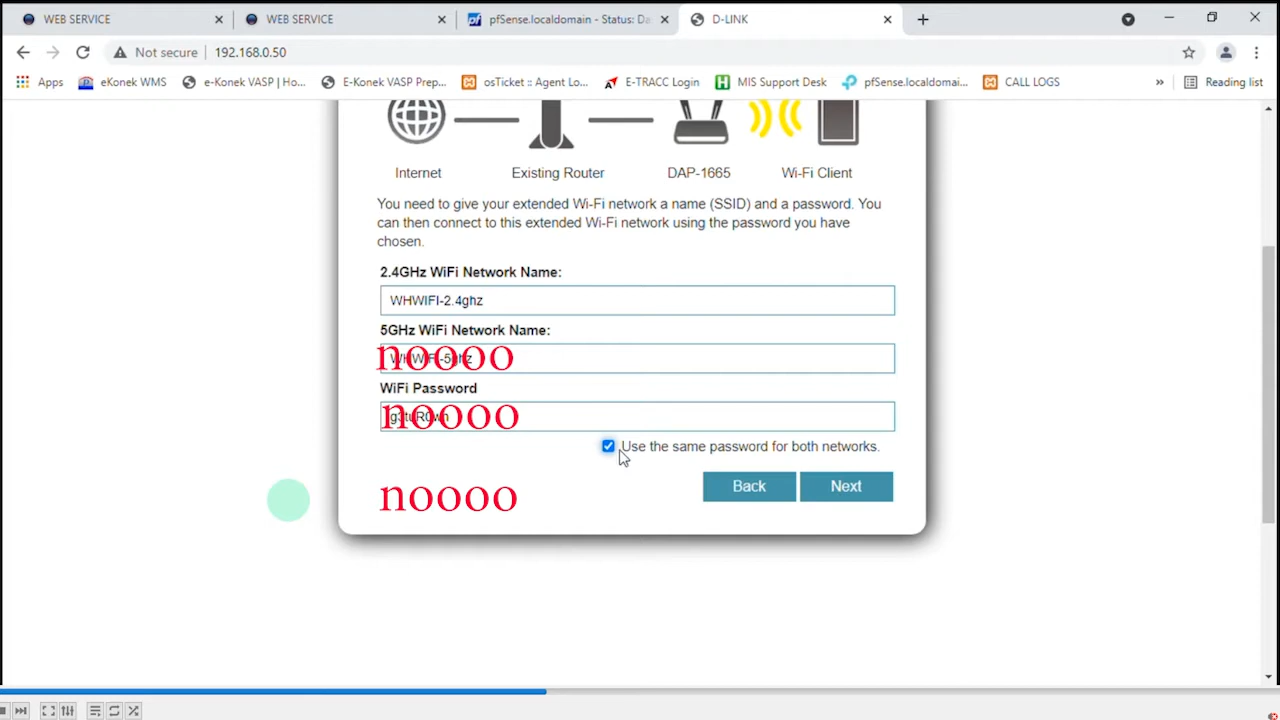 WEB SERVICE
WEB SERVICE
pfSense.localdomain - Status: Da
D-LINK
Not secure
192.168.0.50
Apps
eKonek WMS
e-Konek VASP | Ho...
E-Konek VASP Prep...
osTicket :: Agent Lo...
E-TRACC Login
MIS Support Desk
pfSense.localdomai...
CALL LOGS
»
Reading list
Internet
Existing Router
DAP-1665
Wi-Fi Client
You need to give your extended Wi-Fi network a name (SSID) and a password. You
can then connect to this extended Wi-Fi network using the password you have
chosen.
2.4GHz WiFi Network Name:
WHWIFI-2.4ghz
5GHz WiFi Network Name:
noooo
WiFi Password
noooo
Use the same password for both networks.
noooo
Back
Next